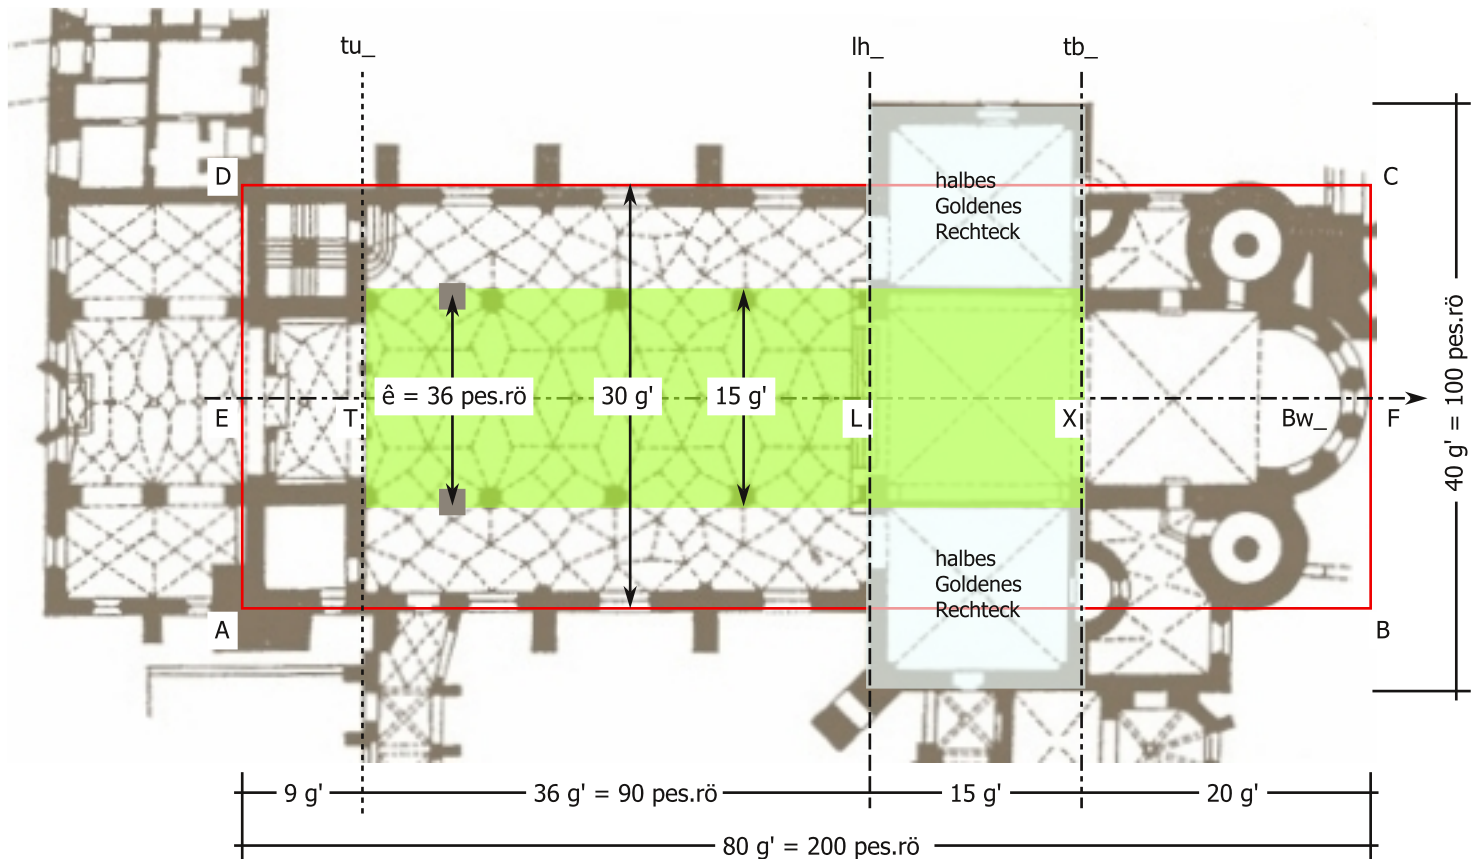 tu_
lh_
tb_
D
C
halbes
Goldenes
Rechteck
ê = 36 pes.rö
30 g'
15 g'
E
T
L
X
Bw_
F
40 g' = 100 pes.rö
halbes
Goldenes
Rechteck
A
B
9 g'
36 g' = 90 pes.rö
15 g'
20 g'
80 g' = 200 pes.rö